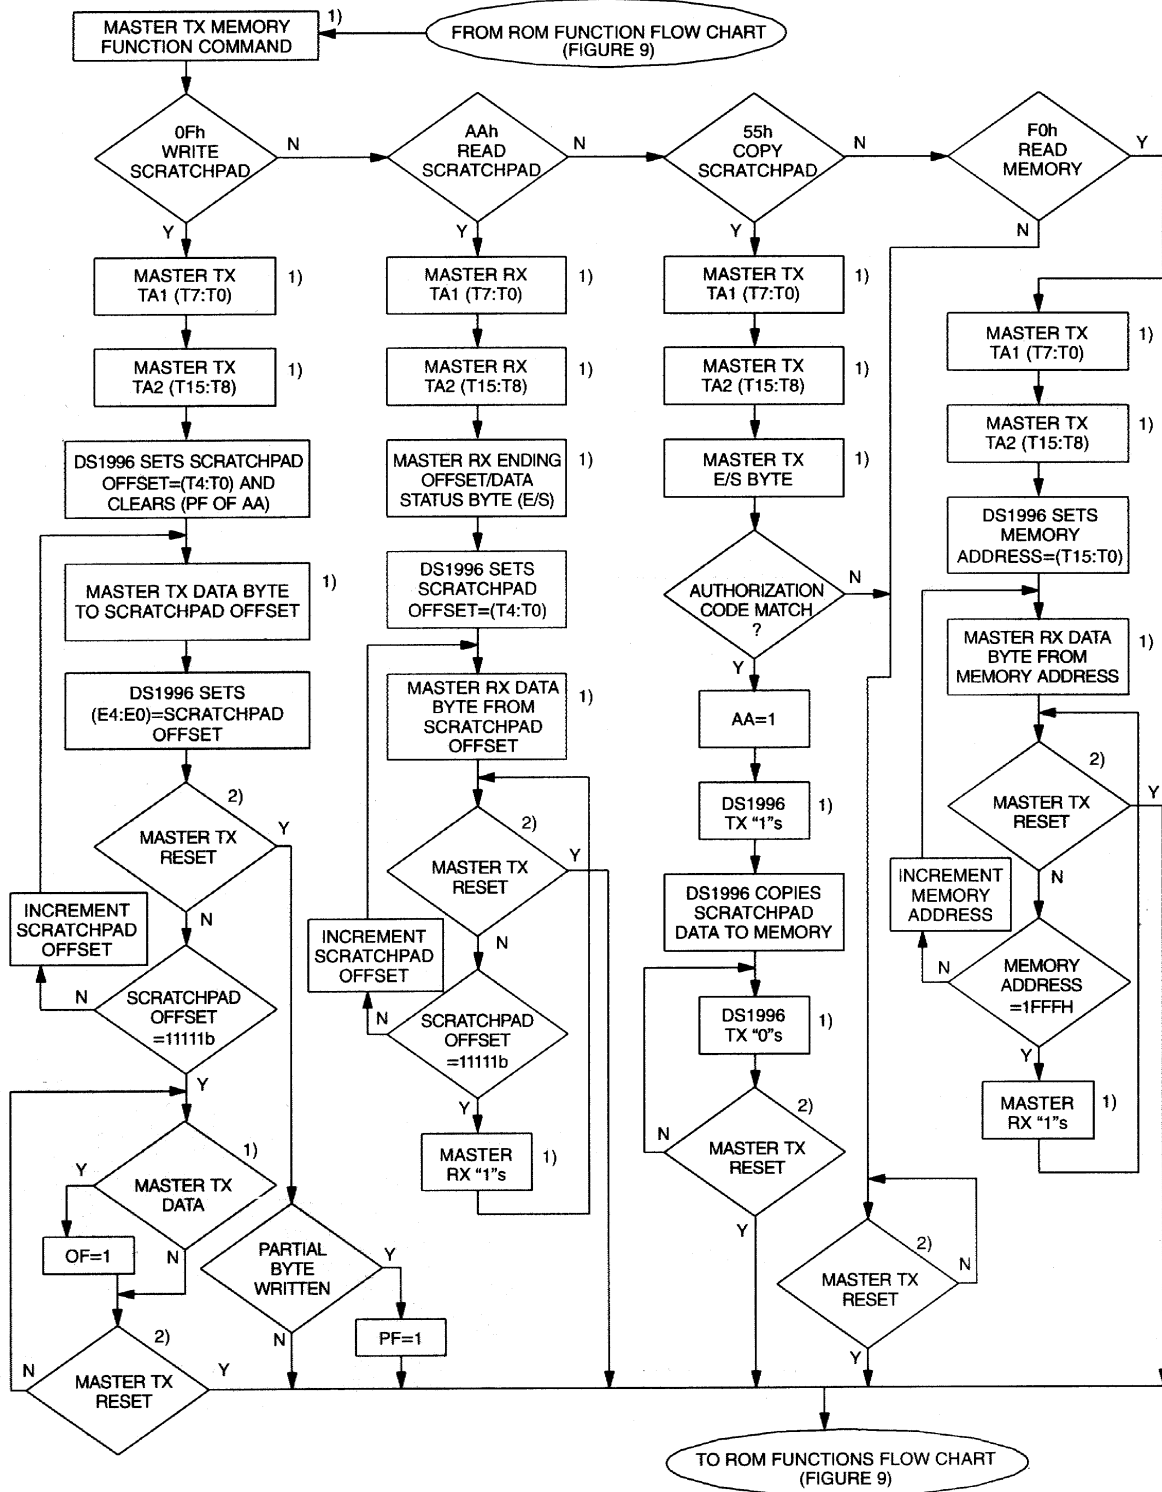 MASTER TX MEMORY
FUNCTION COMMAND
1)
FROM ROM FUNCTION FLOW CHART
(FIGURE 9)
0Fh
WRITE
SCRATCHPAD
N
Y
AAh
READ
SCRATCHPAD
N
Y
55h
COPY
SCRATCHPAD
N
Y
F0h
READ
MEMORY
Y
N
MASTER TX
TA1 (T7:T0)
1)
MASTER TX
TA2 (T15:T8)
1)
DS1996 SETS SCRATCHPAD
OFFSET=(T4:T0) AND
CLEARS (PF OF AA)
MASTER TX DATA BYTE
TO SCRATCHPAD OFFSET
1)
DS1996 SETS
(E4:E0)=SCRATCHPAD
OFFSET
2)
MASTER TX
RESET
Y
N
INCREMENT
SCRATCHPAD
OFFSET
N
SCRATCHPAD
OFFSET
=11111b
Y
1)
Y
MASTER TX
DATA
N
OF=1
2)
N
MASTER TX
RESET
Y
PARTIAL
BYTE
WRITTEN
Y
N
PF=1
MASTER RX
TA1 (T7:T0)
1)
MASTER RX
TA2 (T15:T8)
1)
MASTER RX ENDING
OFFSET/DATA
STATUS BYTE (E/S)
1)
DS1996 SETS
SCRATCHPAD
OFFSET=(T4:T0)
MASTER RX DATA
BYTE FROM
SCRATCHPAD
OFFSET
1)
2)
MASTER TX
RESET
Y
N
INCREMENT
SCRATCHPAD
OFFSET
N
SCRATCHPAD
OFFSET
=11111b
Y
MASTER
RX “1”s
1)
MASTER TX
TA1 (T7:T0)
1)
MASTER TX
TA2 (T15:T8)
1)
MASTER TX
E/S BYTE
1)
AUTHORIZATION
CODE MATCH
?
N
Y
AA=1
DS1996
TX “1”s
1)
DS1996 COPIES
SCRATCHPAD
DATA TO MEMORY
DS1996
TX “0”s
1)
2)
N
MASTER TX
RESET
Y
2)
MASTER TX
RESET
N
Y
MASTER TX
TA1 (T7:T0)
1)
MASTER TX
TA2 (T15:T8)
1)
DS1996 SETS
MEMORY
ADDRESS=(T15:T0)
MASTER RX DATA
BYTE FROM
MEMORY ADDRESS
1)
2)
MASTER TX
RESET
Y
N
INCREMENT
MEMORY
ADDRESS
N
MEMORY
ADDRESS
=1FFFH
Y
MASTER
RX “1”s
1)
TO ROM FUNCTIONS FLOW CHART
(FIGURE 9)